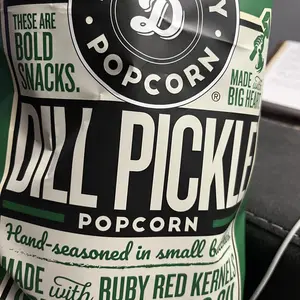 THESE ARE
BOLD
SNACKS.
D
POPCORN
®
MADE with
BIG HEART
DILL PICKLE
POPCORN
Hand-seasoned in small
MADE with RUBY RED KERNELS